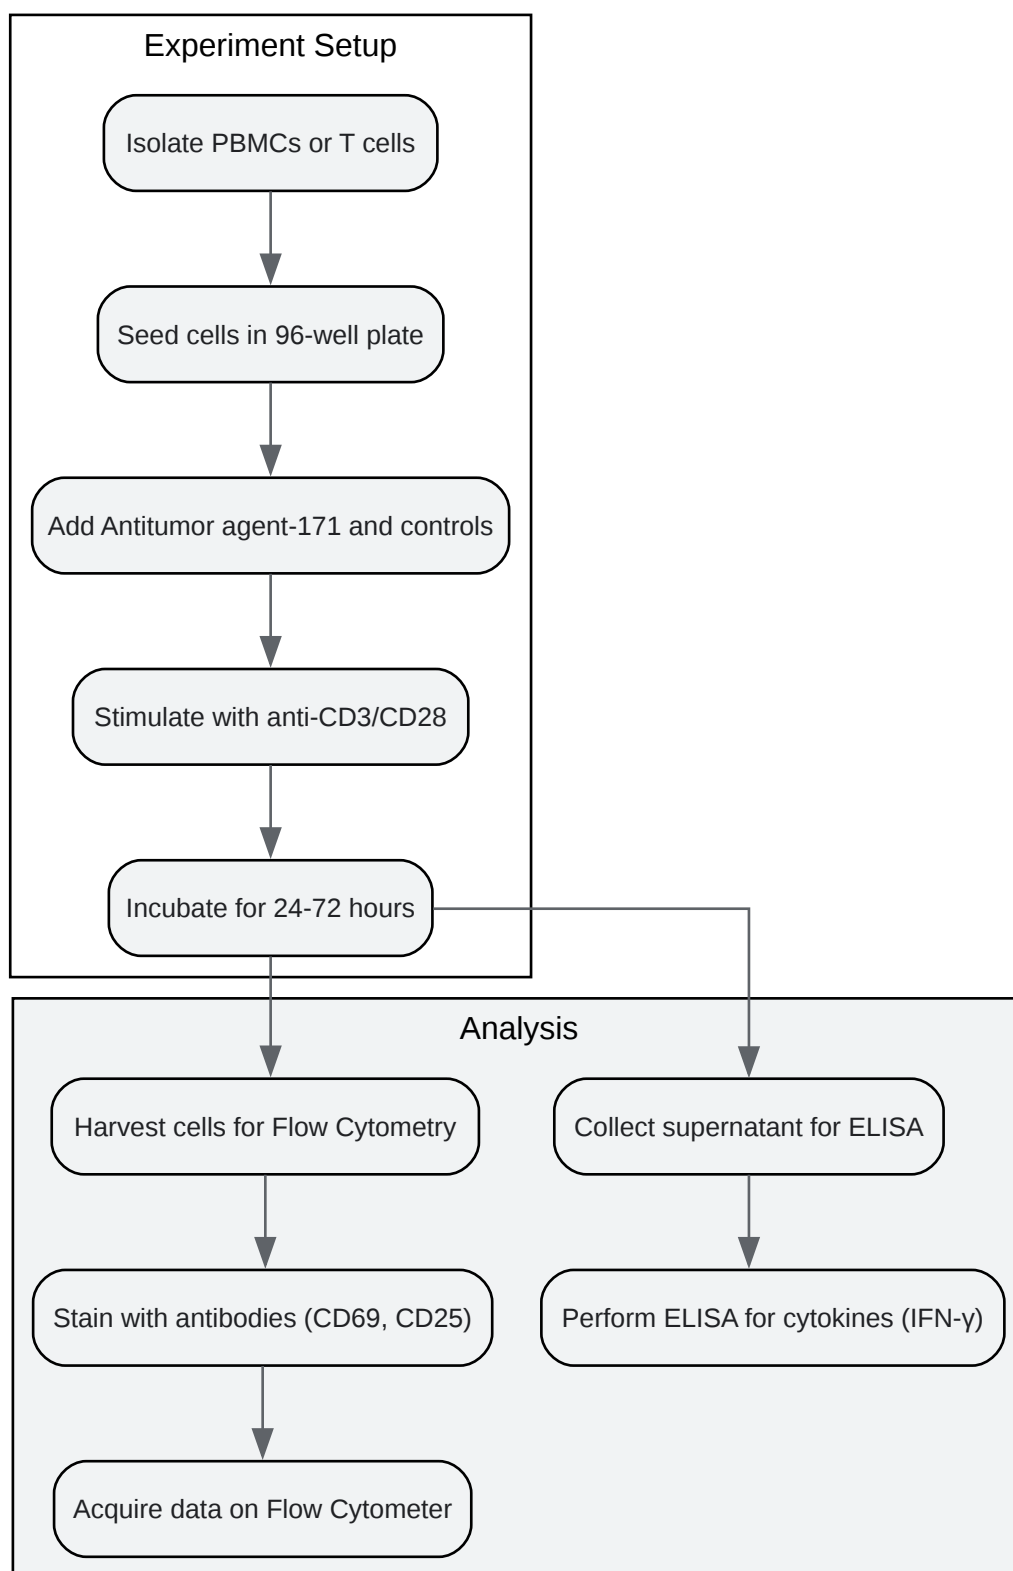 Experiment Setup
Isolate PBMCs or T cells
Seed cells in 96-well plate
Add Antitumor agent-171 and controls
Stimulate with anti-CD3/CD28
Incubate for 24-72 hours
Analysis
Harvest cells for Flow Cytometry
Collect supernatant for ELISA
Stain with antibodies (CD69, CD25)
Perform ELISA for cytokines (IFN-γ)
Acquire data on Flow Cytometer